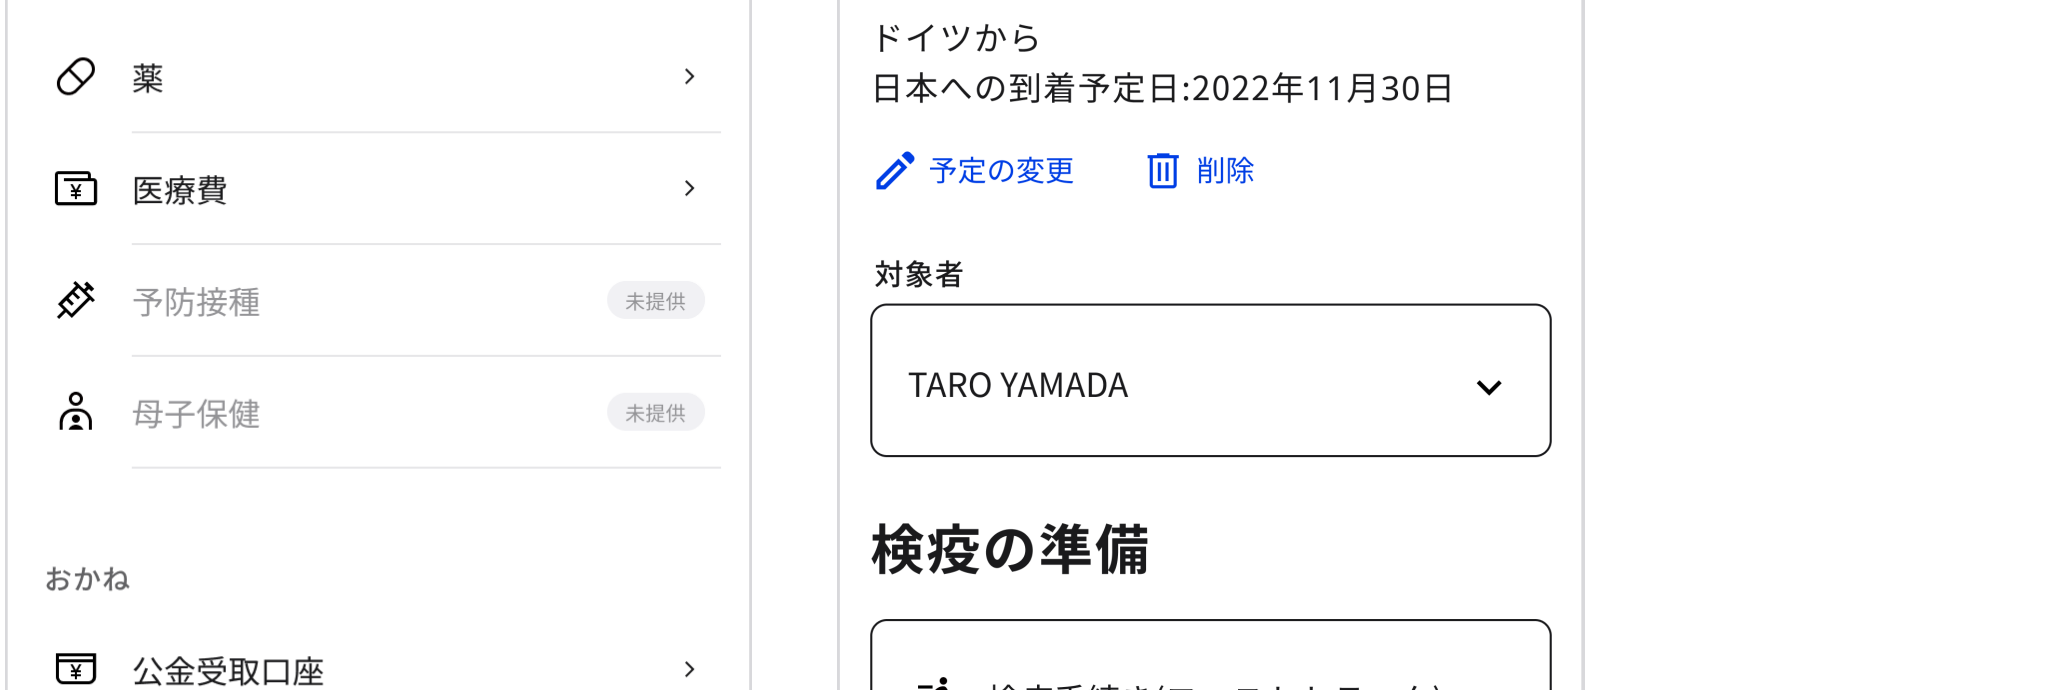 薬
医療費
予防接種 未提供
母子保健 未提供
おかね
公金受取口座
ドイツから
日本への到着予定日:2022年11月30日
予定の変更 削除
対象者
TARO YAMADA
検疫の準備